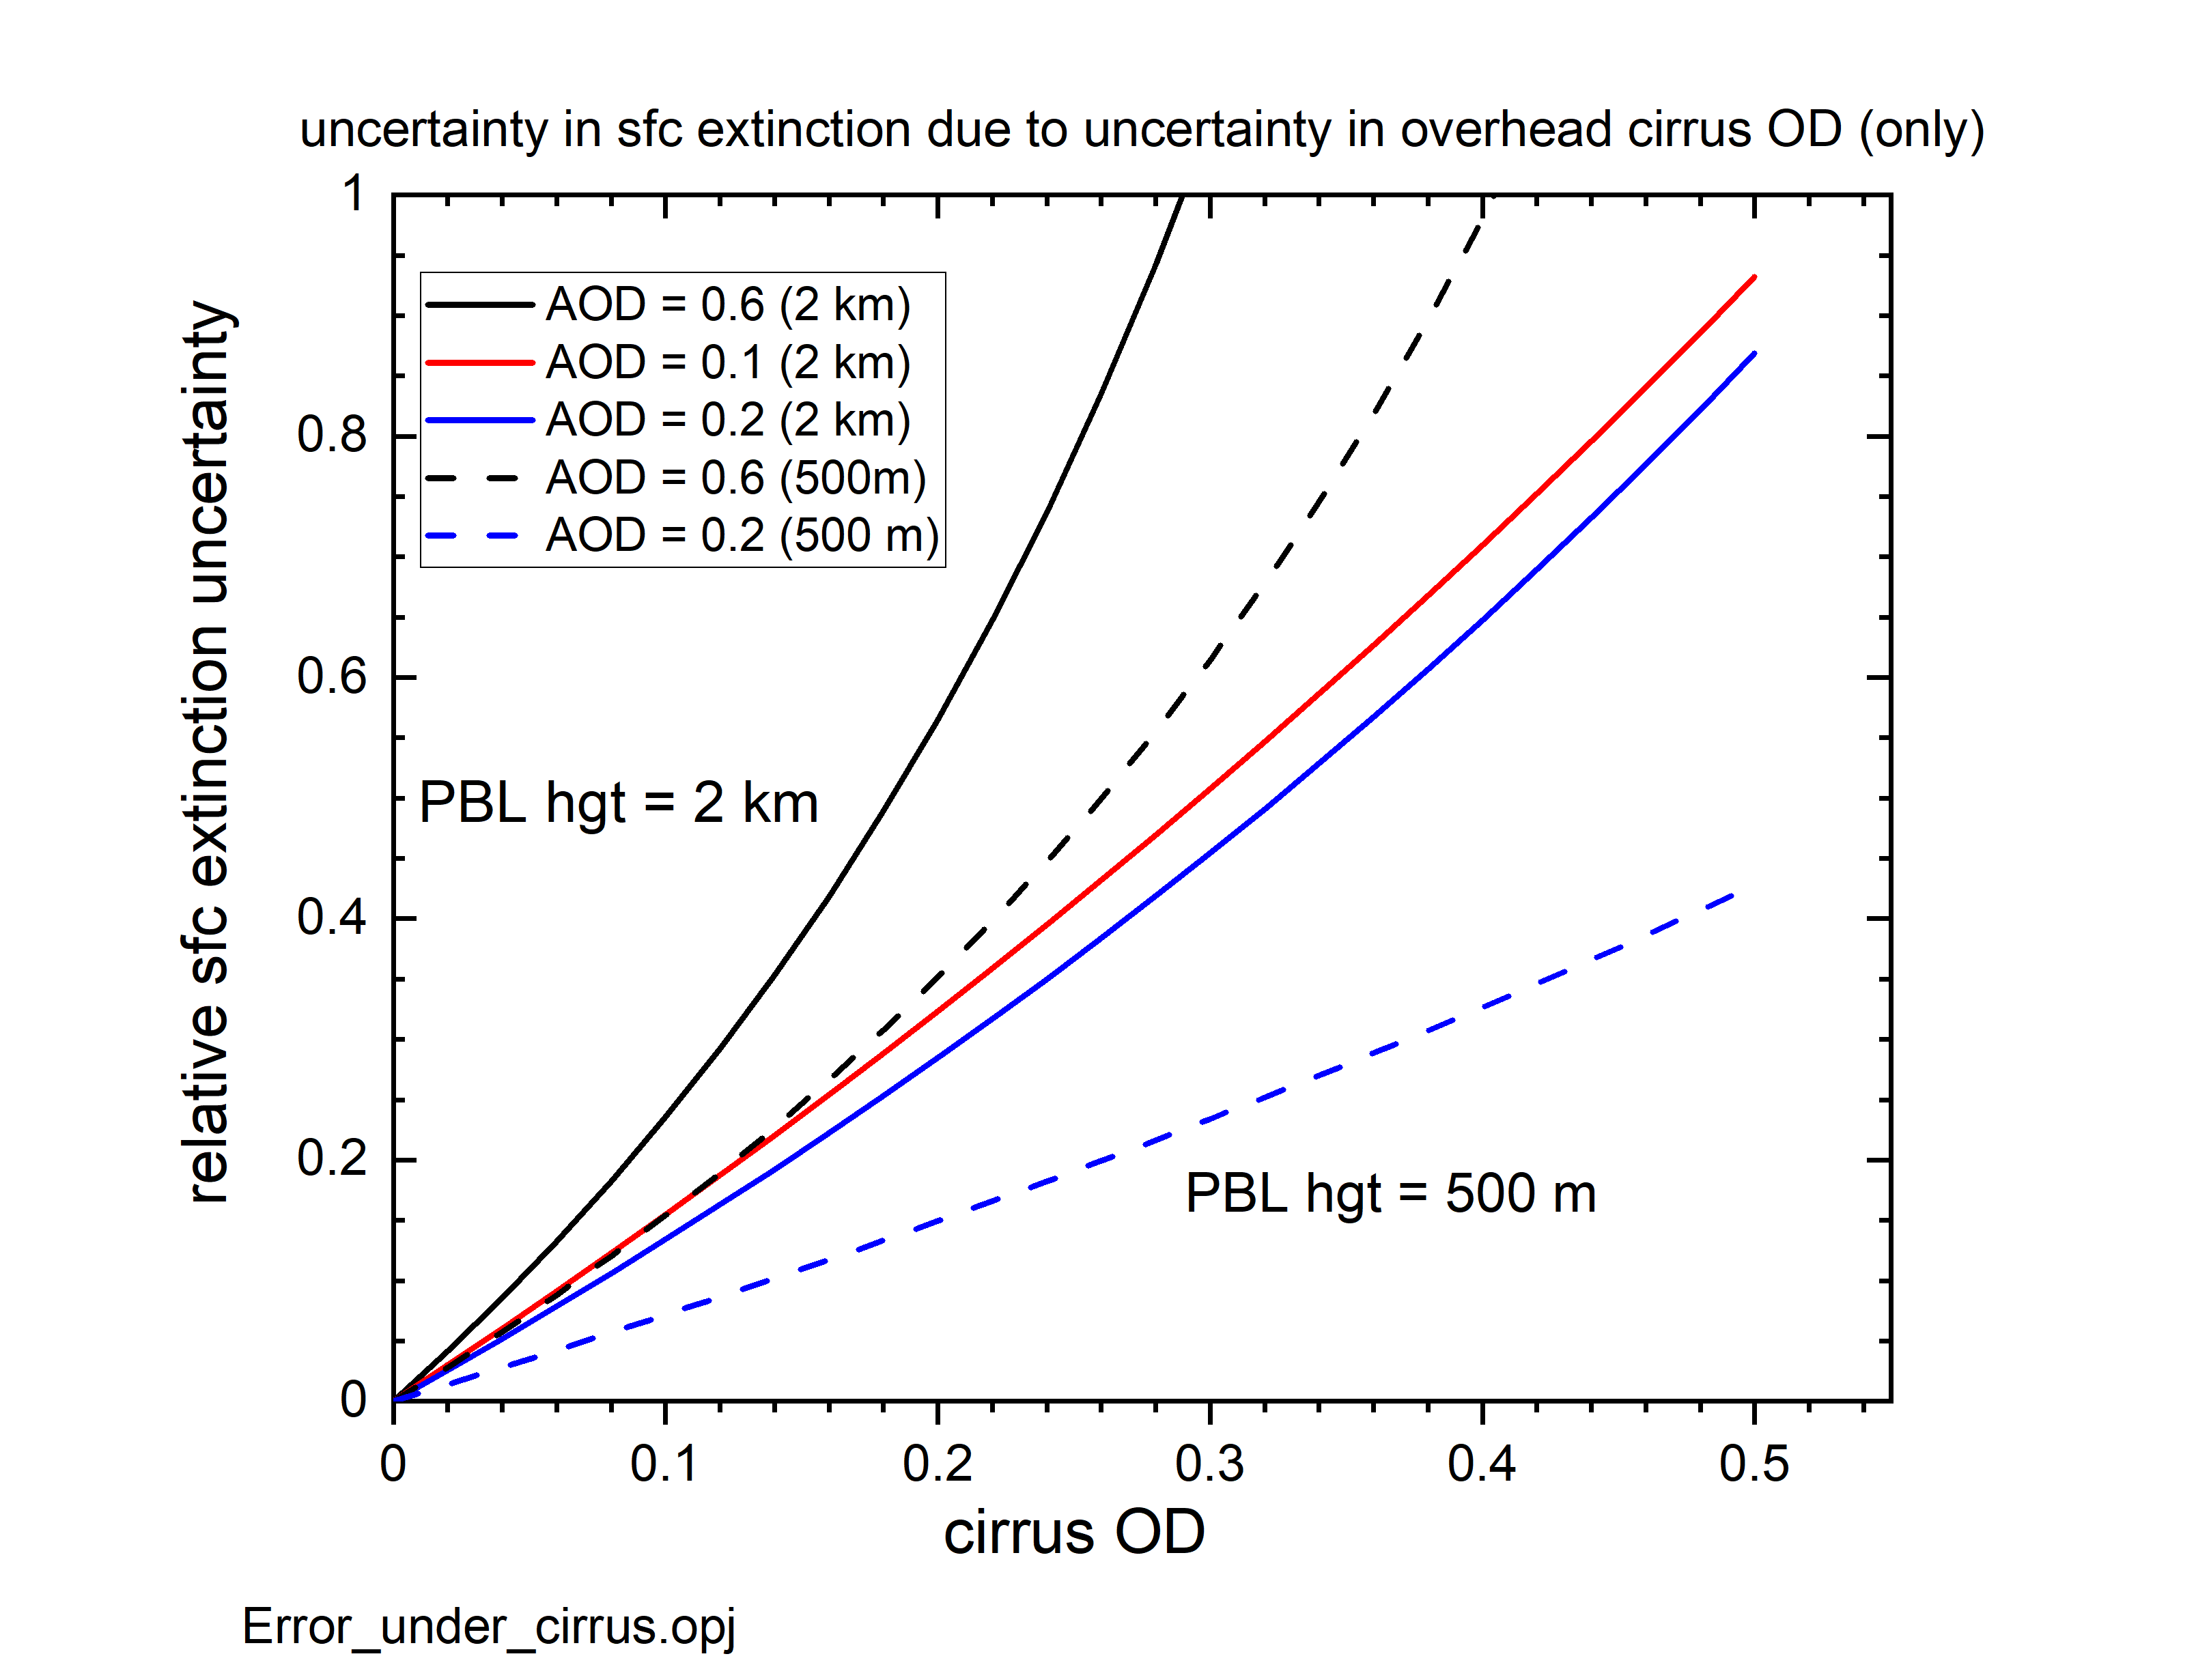 uncertainty in sfc extinction due to uncertainty in overhead cirrus OD (only)
relative sfc extinction uncertainty
1
0.8
0.6
0.4
0.2
0
AOD = 0.6 (2 km)
AOD = 0.1 (2 km)
AOD = 0.2 (2 km)
AOD = 0.6 (500m)
AOD = 0.2 (500 m)
PBL hgt = 2 km
PBL hgt = 500 m
0 0.1 0.2 0.3 0.4 0.5
cirrus OD
Error_under_cirrus.opj